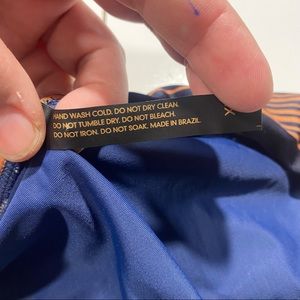 HAND WASH COLD. DO NOT DRY CLEAN.
DO NOT TUMBLE DRY. DO NOT BLEACH.
DO NOT IRON. DO NOT SOAK. MADE IN BRAZIL.
X